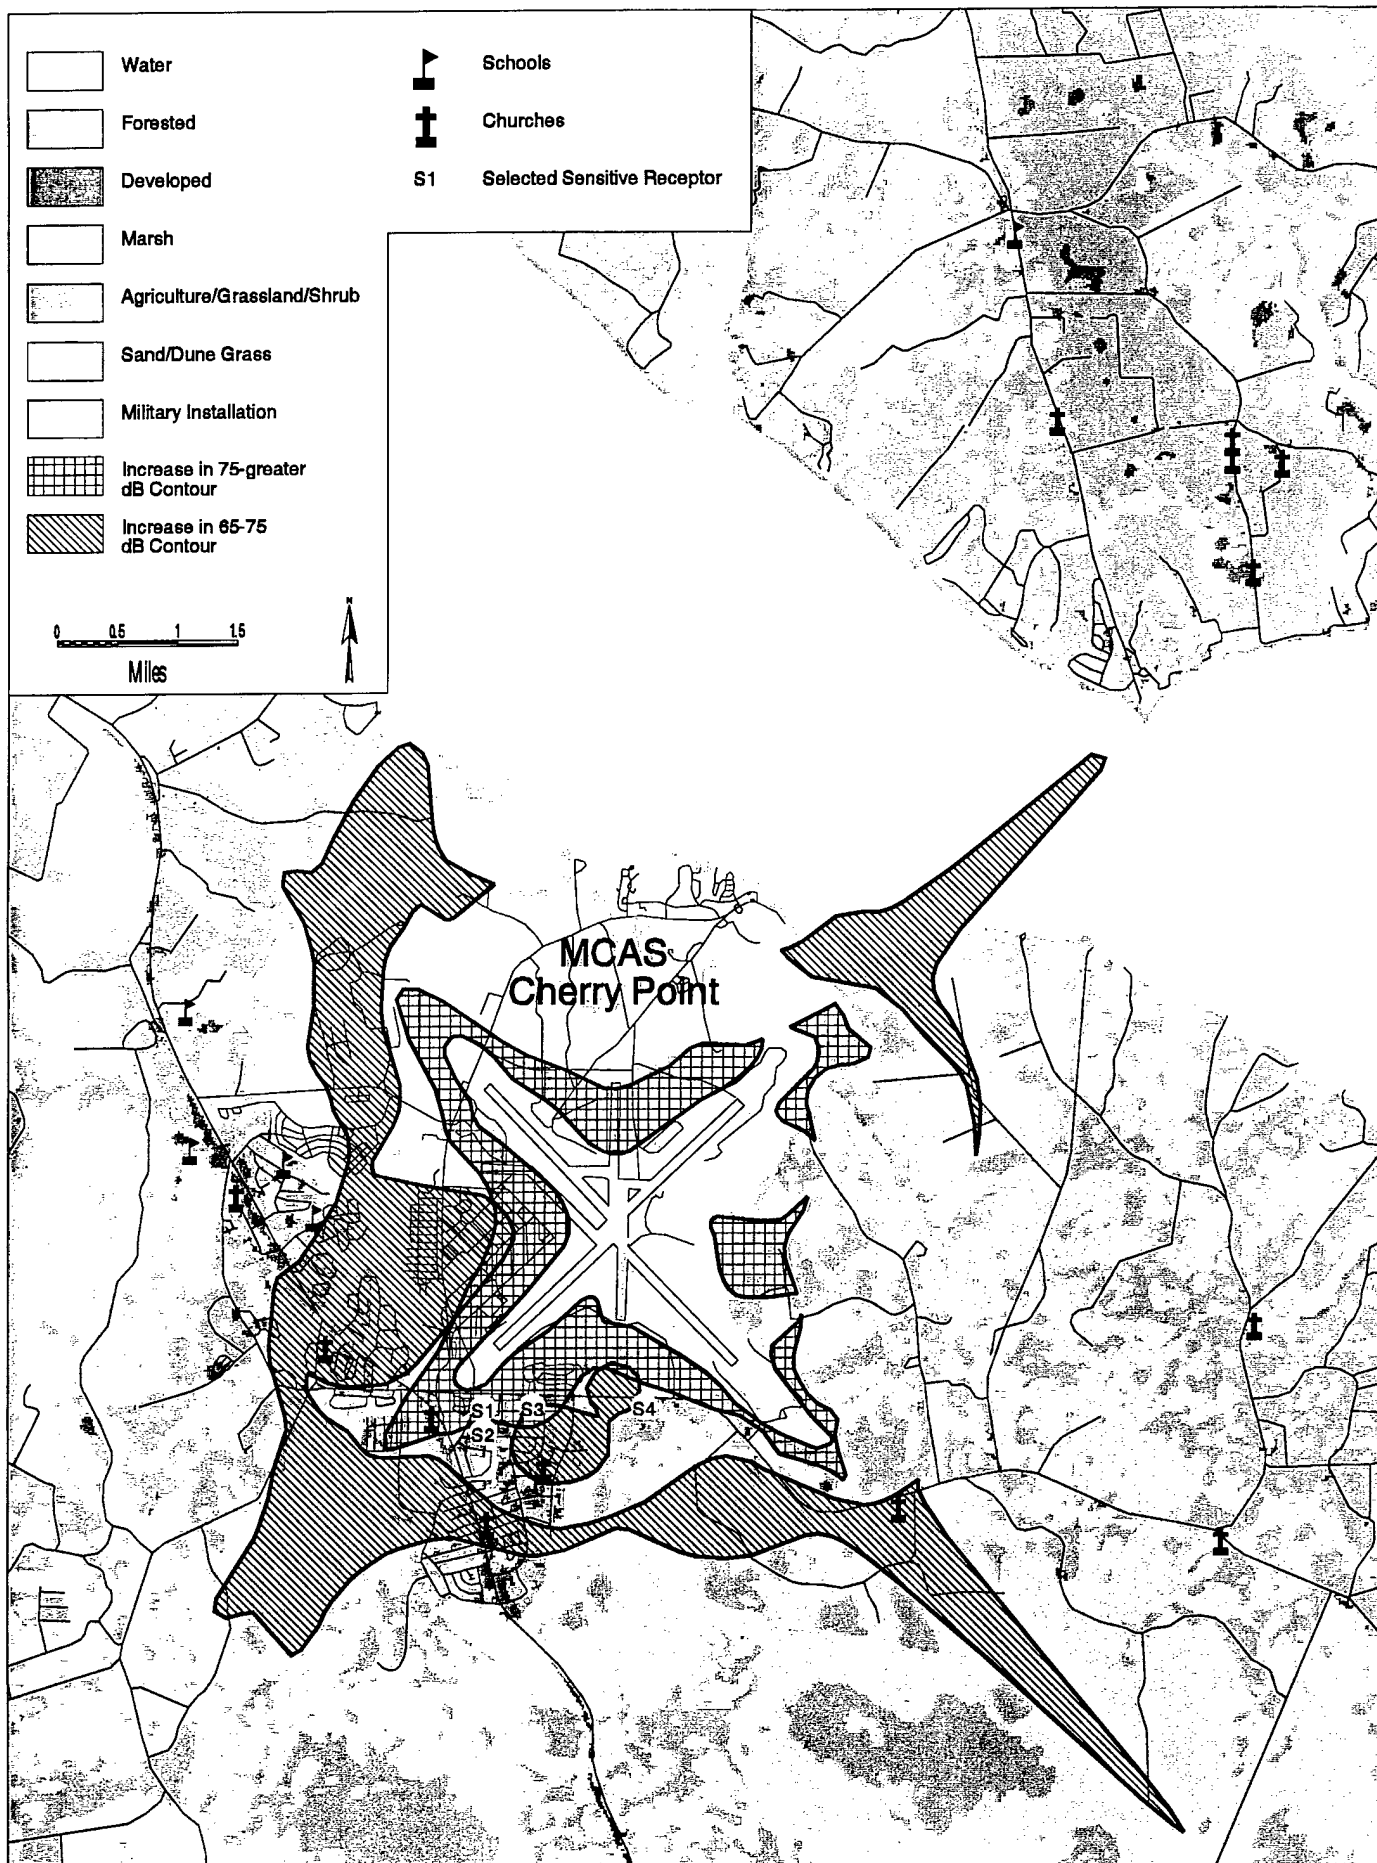 Water
Forested
Developed
Marsh
Agriculture/Grassland/Shrub
Sand/Dune Grass
Military Installation
Increase in 75-greater
dB Contour
Increase in 65-75
dB Contour
Schools
Churches
S1 Selected Sensitive Receptor
0 0.5 1 1.5
Miles
N
MCAS
Cherry Point
S1
S2
S3
S4